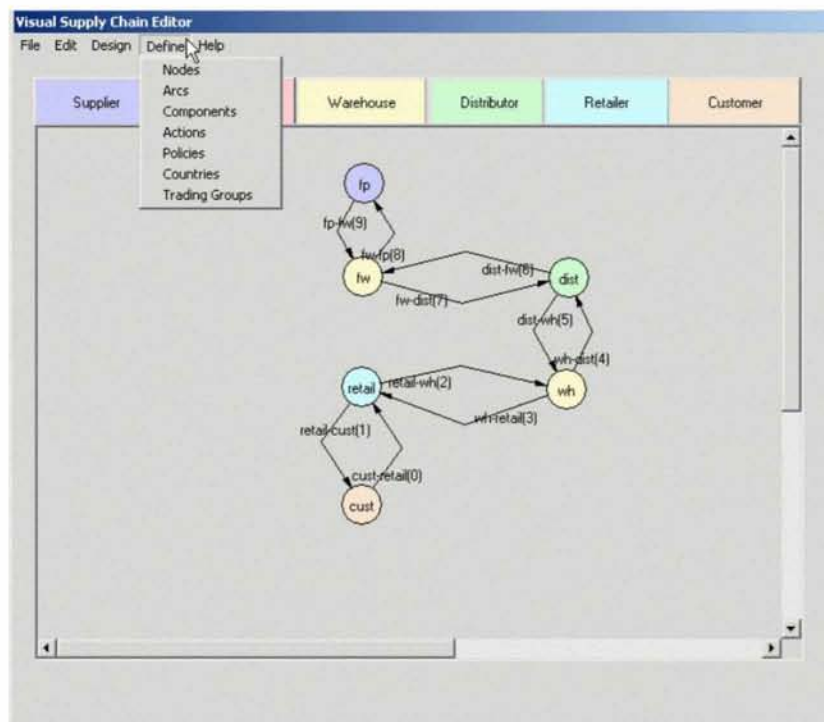 Visual Supply Chain Editor
File Edit Design Define Help
Nodes
Arcs
Components
Actions
Policies
Countries
Trading Groups
Supplier Warehouse Distributor Retailer Customer
fp
fp-fw(9)
fw-fp(8)
fw
dist-fw(6)
dist
fw-dist(7)
dist-wh(5)
wh-dist(4)
retail
retail-wh(2)
wh
wh-retail(3)
retail-cust(1)
cust-retail(0)
cust